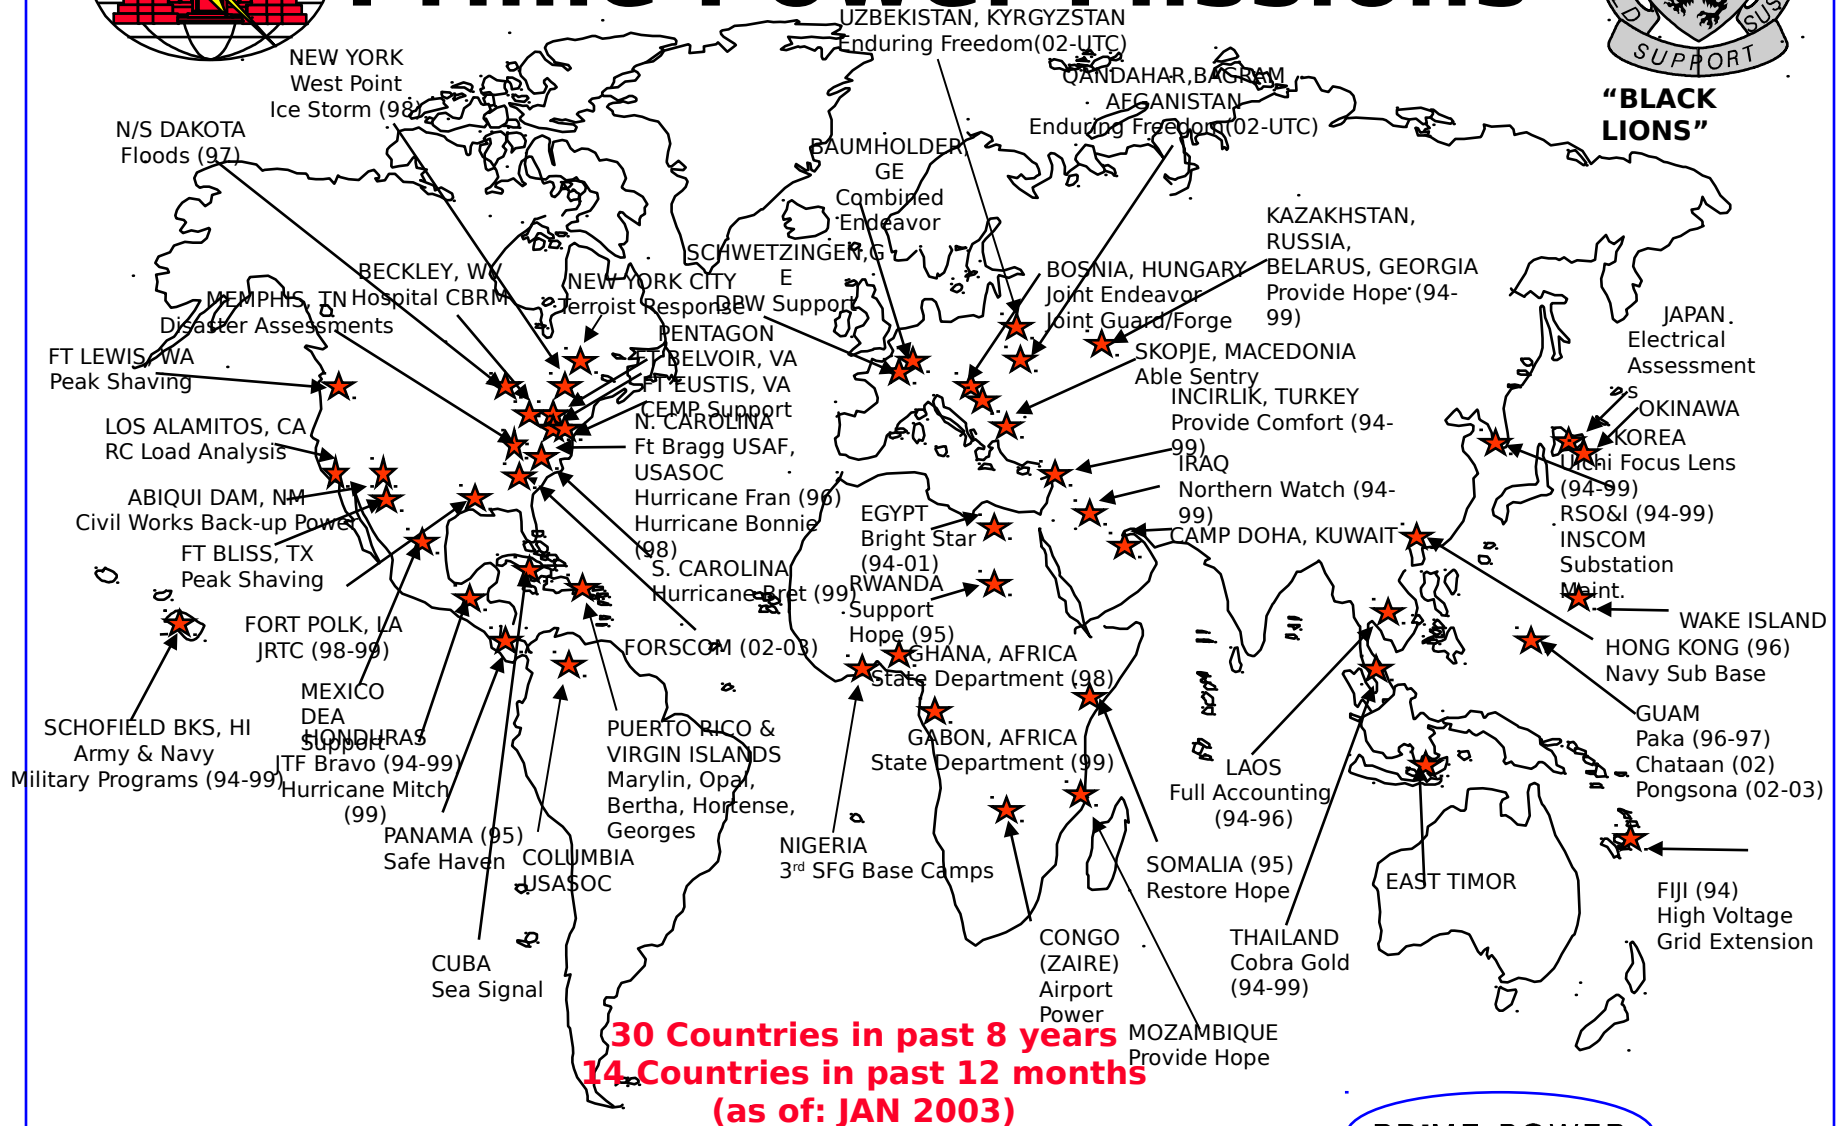 Prime Power Missions
SUPPORT
“BLACK
LIONS”
UZBEKISTAN, KYRGYZSTAN
Enduring Freedom(02-UTC)
NEW YORK
West Point
Ice Storm (98)
QANDAHAR,BAGRAM
AFGANISTAN
Enduring Freedom(02-UTC)
N/S DAKOTA
Floods (97)
BAUMHOLDER,
GE
Combined
Endeavor
KAZAKHSTAN,
RUSSIA,
BELARUS, GEORGIA
Provide Hope (94-
99)
SCHWETZINGEN,G
E
DPW Support
BECKLEY, WV
Hospital CBRM
NEW YORK CITY
Terroist Response
BOSNIA, HUNGARY
Joint Endeavor
Joint Guard/Forge
MEMPHIS, TN
Disaster Assessments
PENTAGON
FT BELVOIR, VA
FT EUSTIS, VA
CEMP Support
JAPAN
Electrical
Assessment
s
FT LEWIS, WA
Peak Shaving
SKOPJE, MACEDONIA
Able Sentry
INCIRLIK, TURKEY
Provide Comfort (94-
99)
OKINAWA
LOS ALAMITOS, CA
RC Load Analysis
N. CAROLINA
Ft Bragg USAF,
USASOC
Hurricane Fran (96)
Hurricane Bonnie
(98)
KOREA
Ulchi Focus Lens
(94-99)
RSO&I (94-99)
INSCOM
Substation
Maint.
IRAQ
Northern Watch (94-
99)
ABIQUI DAM, NM
Civil Works Back-up Power
EGYPT
Bright Star
(94-01)
CAMP DOHA, KUWAIT
FT BLISS, TX
Peak Shaving
S. CAROLINA
Hurricane Bret (99)
RWANDA
Support
Hope (95)
FORT POLK, LA
JRTC (98-99)
FORSCOM (02-03)
GHANA, AFRICA
State Department (98)
WAKE ISLAND
HONG KONG (96)
Navy Sub Base
MEXICO
DEA
Support
SCHOFIELD BKS, HI
Army & Navy
Military Programs (94-99)
HONDURAS
JTF Bravo (94-99)
Hurricane Mitch
(99)
PUERTO RICO &
VIRGIN ISLANDS
Marylin, Opal,
Bertha, Hortense,
Georges
GABON, AFRICA
State Department (99)
GUAM
Paka (96-97)
Chataan (02)
Pongsona (02-03)
LAOS
Full Accounting
(94-96)
PANAMA (95)
Safe Haven
COLUMBIA
USASOC
NIGERIA
3rd SFG Base Camps
SOMALIA (95)
Restore Hope
EAST TIMOR
FIJI (94)
High Voltage
Grid Extension
CUBA
Sea Signal
CONGO
(ZAIRE)
Airport
Power
THAILAND
Cobra Gold
(94-99)
MOZAMBIQUE
Provide Hope
30 Countries in past 8 years
14 Countries in past 12 months
(as of: JAN 2003)
PRIME POWER